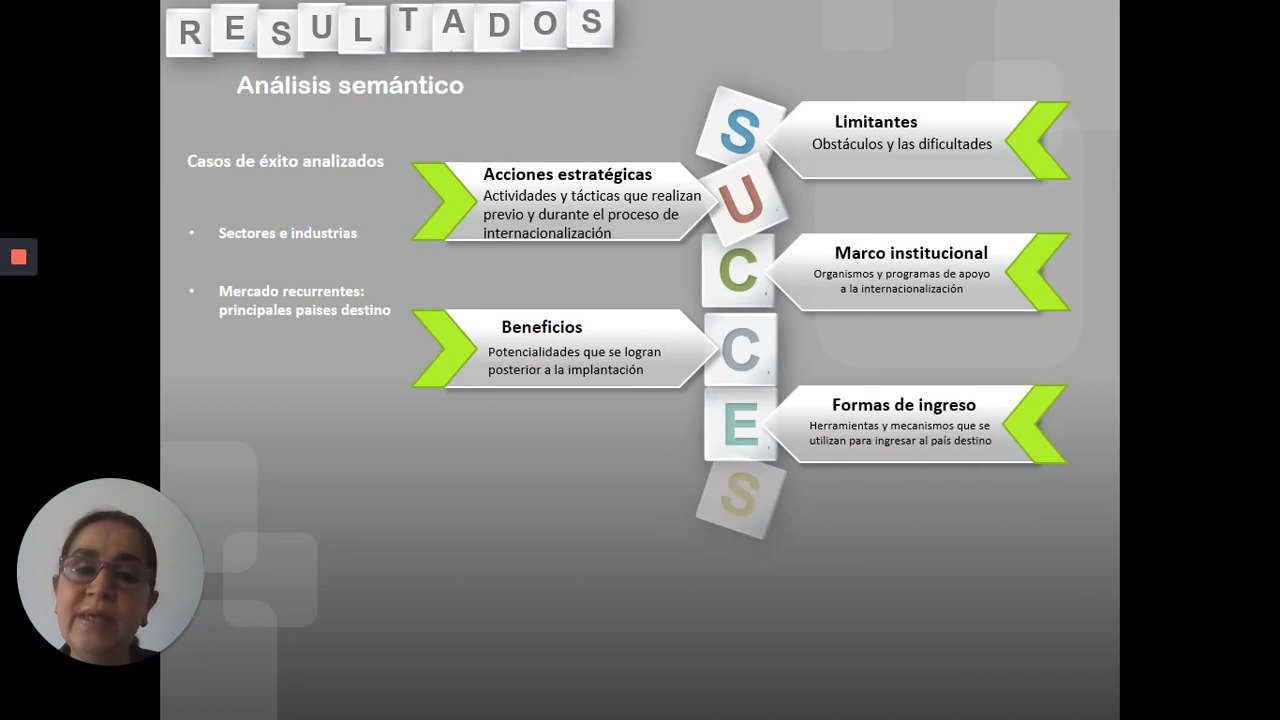 RESULTADOS
Análisis semántico
Casos de éxito analizados
• Sectores e industrias
• Mercado recurrentes:
principales paises destino
Acciones estratégicas
Actividades y tácticas que realizan
previo y durante el proceso de
internacionalización
Beneficios
Potencialidades que se logran
posterior a la implantación
S
U
C
C
E
S
Limitantes
Obstáculos y las dificultades
Marco institucional
Organismos y programas de apoyo
a la internacionalización
Formas de ingreso
Herramientas y mecanismos que se
utilizan para ingresar al país destino